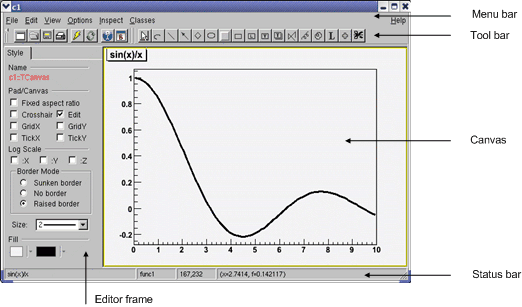 c1
Menu bar
File Edit View Options Inspect Classes Help
Tool bar
Style
sin(x)/x
Name
c1::TCanvas
Pad/Canvas
Fixed aspect ratio
Crosshair Edit
GridX GridY
TickX TickY
Log Scale
:X :Y :Z
Border Mode
Sunken border
No border
Raised border
Size: 2
Fill
1
0.8
0.6
0.4
0.2
0
-0.2
0 1 2 3 4 5 6 7 8 9 10
Canvas
sin(x)/x func1 167,232 (x=2.7414, f=0.142117)
Status bar
Editor frame